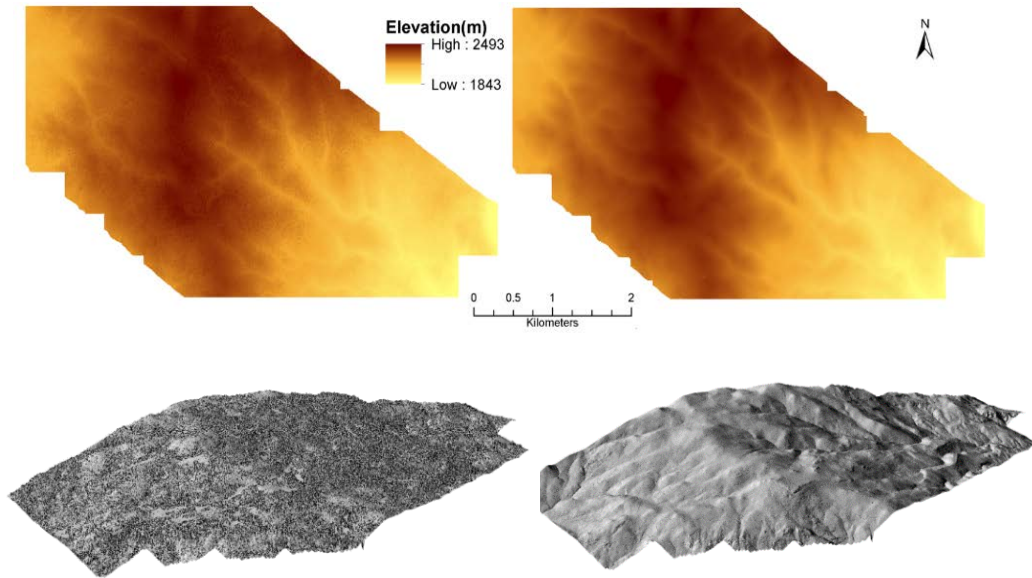 Elevation(m)
High : 2493
Low : 1843
N
0 0.5 1 2
Kilometers